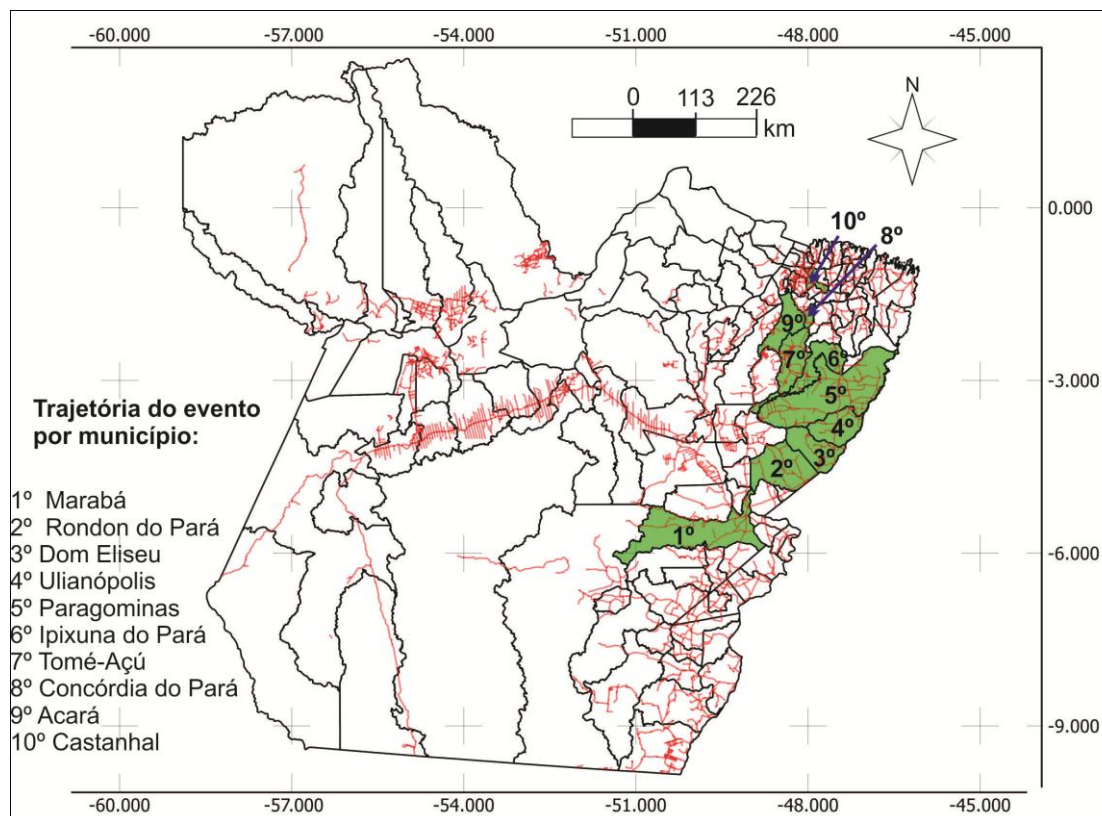 -60.000 -57.000 -54.000 -51.000 -48.000 -45.000
N
0 113 226
km
10º 8º
0.000
9º
7º 6º
-3.000
5º
Trajetória do evento
por município:
4º
3º
2º
1º Marabá
2º Rondon do Pará
3º Dom Eliseu
4º Ulianópolis
5º Paragominas
6º Ipixuna do Pará
7º Tomé-Açú
8º Concórdia do Pará
9º Acará
10º Castanhal
1º
-6.000
-9.000
-60.000 -57.000 -54.000 -51.000 -48.000 -45.000